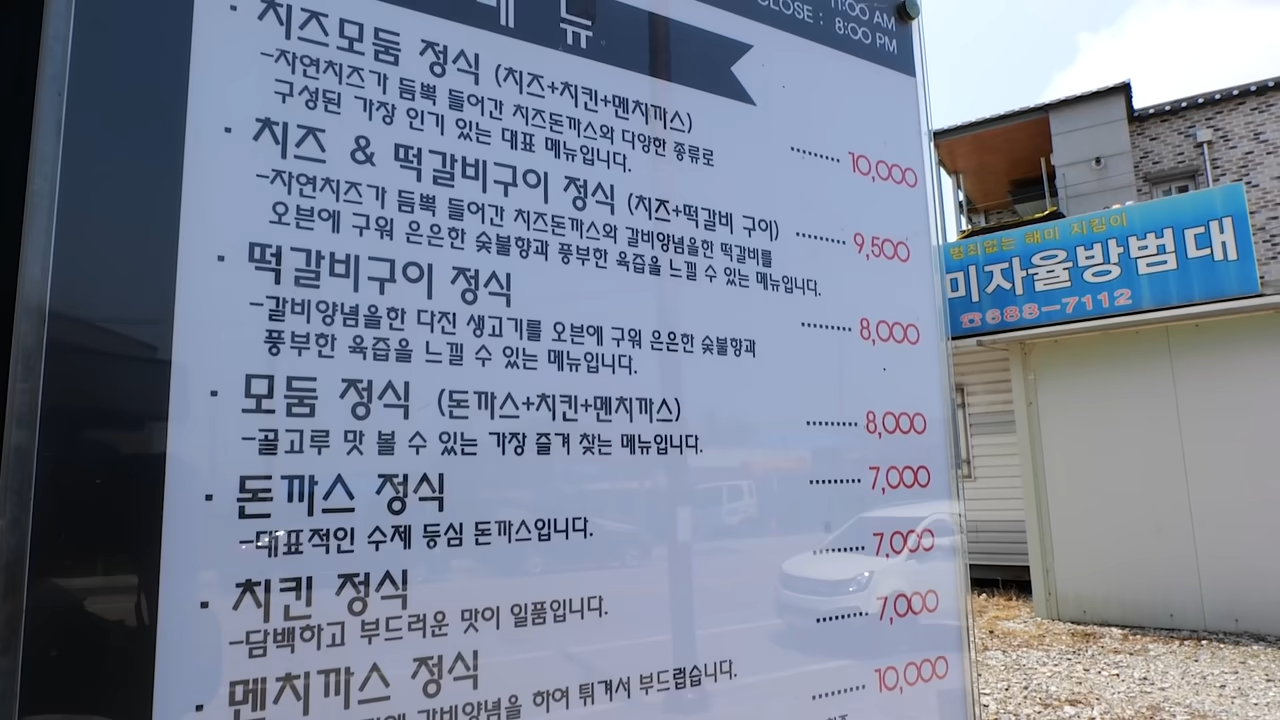 메뉴
11:00 AM
CLOSE : 8:00 PM
· 치즈모둠 정식 (치즈+치킨+멘치까스)
-자연치즈가 듬뿍 들어간 치즈돈까스와 다양한 종류로
구성된 가장 인기 있는 대표 메뉴입니다.
········ 10,000
· 치즈 & 떡갈비구이 정식 (치즈+떡갈비 구이)
-자연치즈가 듬뿍 들어간 치즈돈까스와 갈비양념을한 떡갈비를
오븐에 구워 은은한 숯불향과 풍부한 육즙을 느낄 수 있는 메뉴입니다.
········ 9,500
· 떡갈비구이 정식
-갈비양념을한 다진 생고기를 오븐에 구워 은은한 숯불향과
풍부한 육즙을 느낄 수 있는 메뉴입니다.
········ 8,000
· 모둠 정식 (돈까스+치킨+멘치까스)
-골고루 맛 볼 수 있는 가장 즐겨 찾는 메뉴입니다.
········ 8,000
· 돈까스 정식
-대표적인 수제 등심 돈까스입니다.
········ 7,000
· 치킨 정식
-담백하고 부드러운 맛이 일품입니다.
········ 7,000
· 멘치까스 정식
갈비양념을 하여 튀겨서 부드럽습니다.
········ 7,000
········ 10,000
범죄없는 해미 지킴이
미자율방범대
☎688-7112